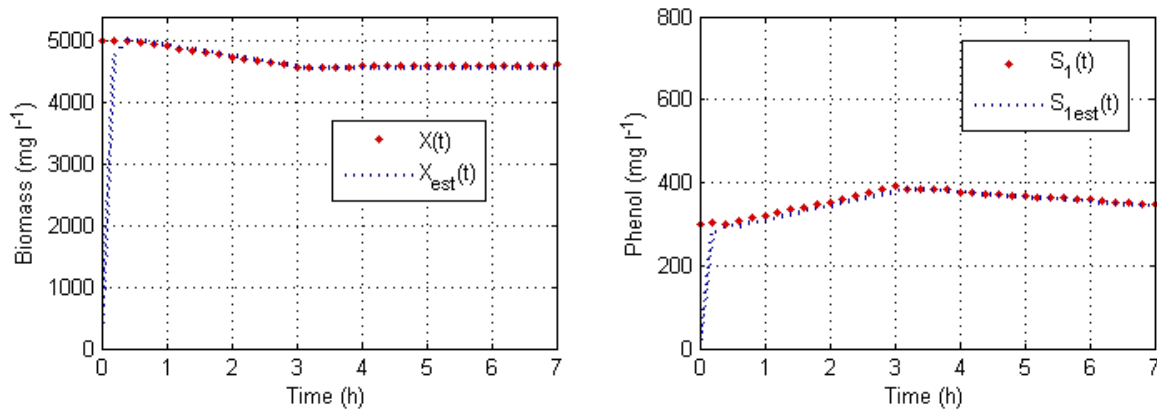 Biomass (mg l⁻¹)
5000
4000
3000
2000
1000
0
X(t)
X_est(t)
0 1 2 3 4 5 6 7
Time (h)
Phenol (mg l⁻¹)
800
600
400
200
0
S₁(t)
S_1est(t)
0 1 2 3 4 5 6 7
Time (h)